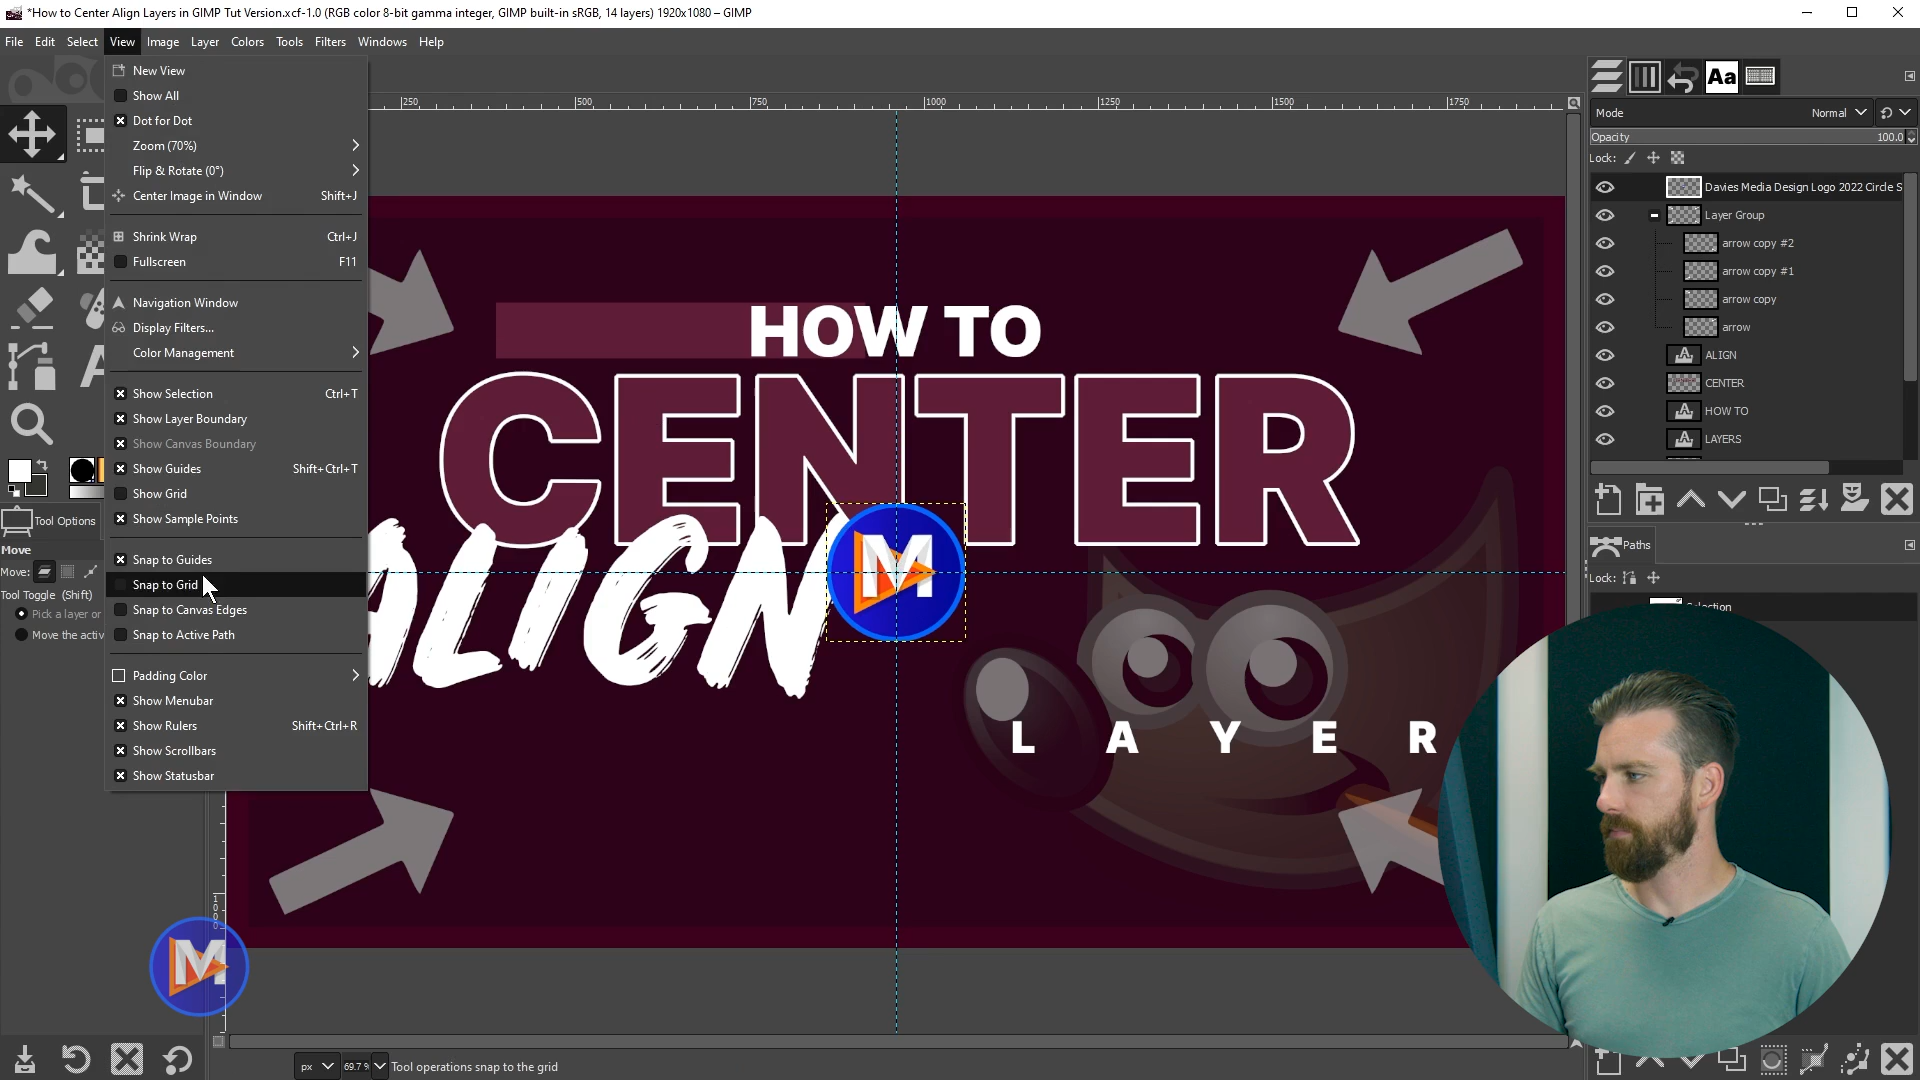 *How to Center Align Layers in GIMP Tut Version.xcf-1.0 (RGB color 8-bit gamma integer, GIMP built-in sRGB, 14 layers) 1920x1080 – GIMP
File Edit Select View Image Layer Colors Tools Filters Windows Help
New View
Show All
Dot for Dot
Zoom (70%)
Flip & Rotate (0°)
Center Image in Window Shift+J
Shrink Wrap Ctrl+J
Fullscreen F11
Navigation Window
Display Filters...
Color Management
Show Selection Ctrl+T
Show Layer Boundary
Show Canvas Boundary
Show Guides Shift+Ctrl+T
Show Grid
Show Sample Points
Snap to Guides
Snap to Grid
Snap to Canvas Edges
Snap to Active Path
Padding Color
Show Menubar
Show Rulers Shift+Ctrl+R
Show Scrollbars
Show Statusbar
Tool Options
Move
Move:
Tool Toggle (Shift)
Pick a layer or
Move the activ
250 500 750 1000 1250 1500 1750
HOW TO
CENTER
ALIGN
M
L A Y E R
M
1000
px 69.7 % Tool operations snap to the grid
Aa
Mode Normal
Opacity 100.0
Lock:
Davies Media Design Logo 2022 Circle S
Layer Group
arrow copy #2
arrow copy #1
arrow copy
arrow
ALIGN
CENTER
HOW TO
LAYERS
Paths
Lock:
Selection